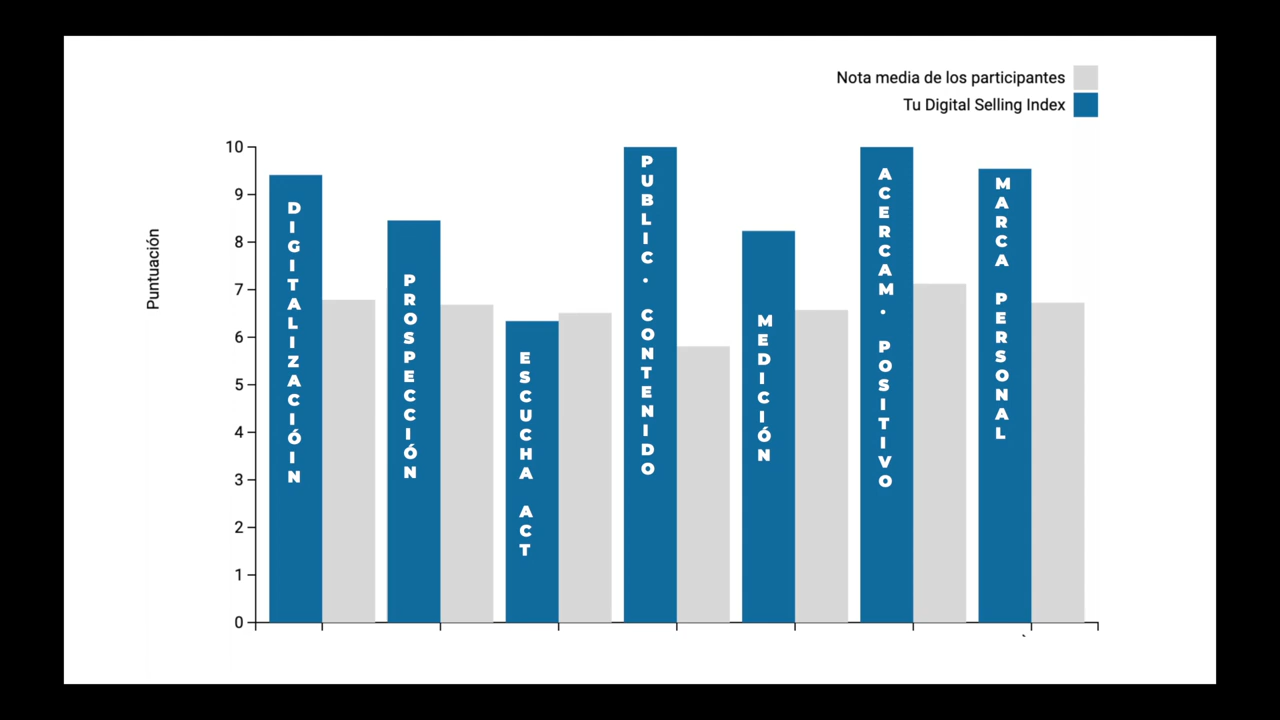 Nota media de los participantes
Tu Digital Selling Index
Puntuación
10
9
8
7
6
5
4
3
2
1
0
DIGITALIZACIÓIN
PROSPECCIÓN
ESCUCHA ACT
PUBLIC. CONTENIDO
MEDICIÓN
ACERCAM. POSITIVO
MARCA PERSONAL